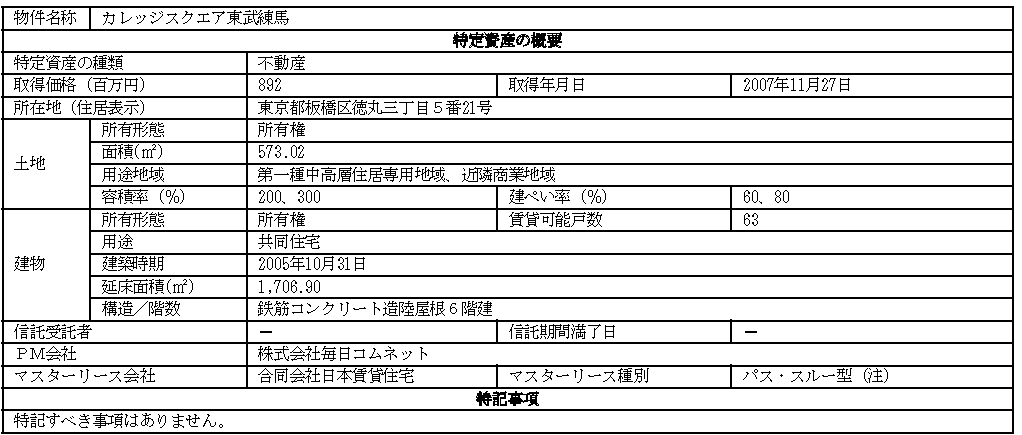 物件名称 カレッジスクエア東武練馬
特定資産の概要
特定資産の種類 不動産
取得価格（百万円） 892 取得年月日 2007年11月27日
所在地（住居表示） 東京都板橋区徳丸三丁目５番21号
土地
所有形態 所有権
面積(㎡) 573.02
用途地域 第一種中高層住居専用地域、近隣商業地域
容積率（%） 200、300 建ぺい率（%） 60、80
建物
所有形態 所有権 賃貸可能戸数 63
用途 共同住宅
建築時期 2005年10月31日
延床面積(㎡) 1,706.90
構造／階数 鉄筋コンクリート造陸屋根６階建
信託受託者 － 信託期間満了日 －
ＰＭ会社 株式会社毎日コムネット
マスターリース会社 合同会社日本賃貸住宅 マスターリース種別 パス・スルー型（注）
特記事項
特記すべき事項はありません。